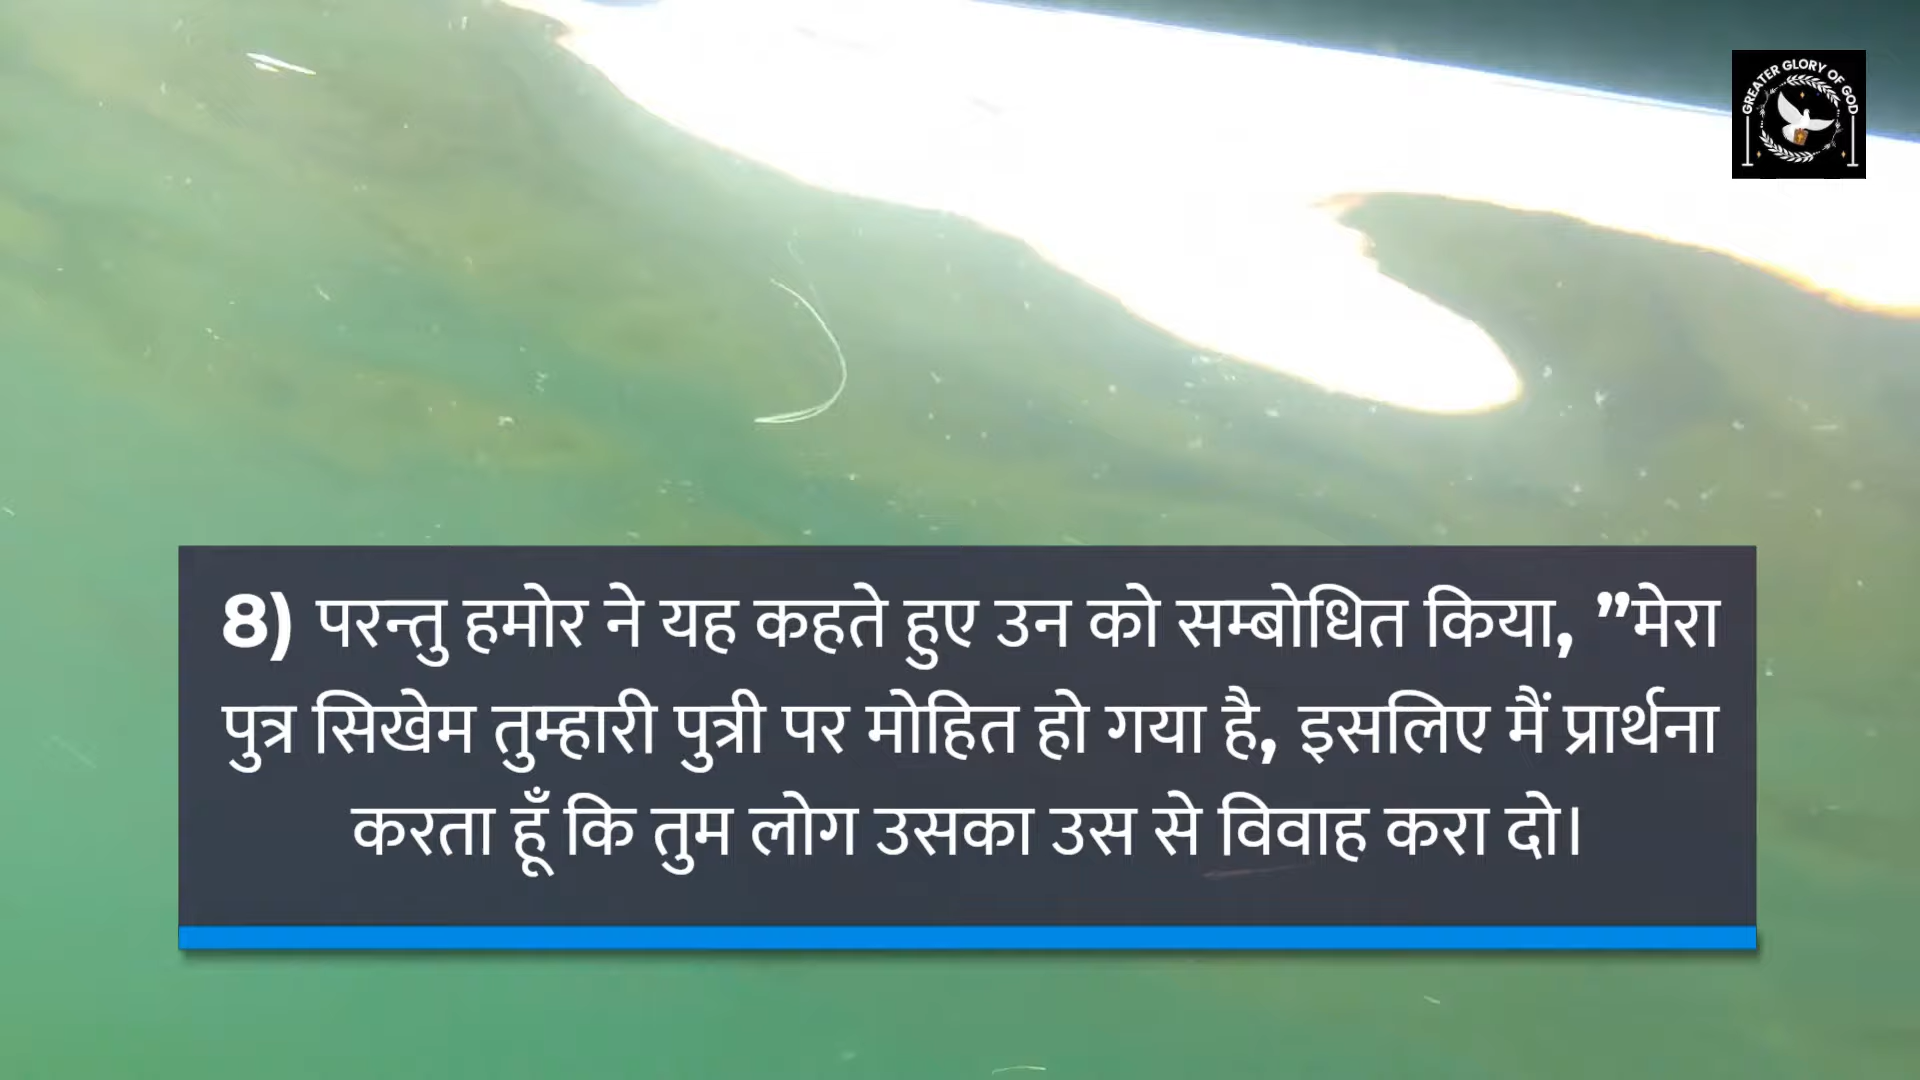 GREATER GLORY OF GOD
8) परन्तु हमोर ने यह कहते हुए उन को सम्बोधित किया, ”मेरा
पुत्र सिखेम तुम्हारी पुत्री पर मोहित हो गया है, इसलिए मैं प्रार्थना
करता हूँ कि तुम लोग उसका उस से विवाह करा दो।